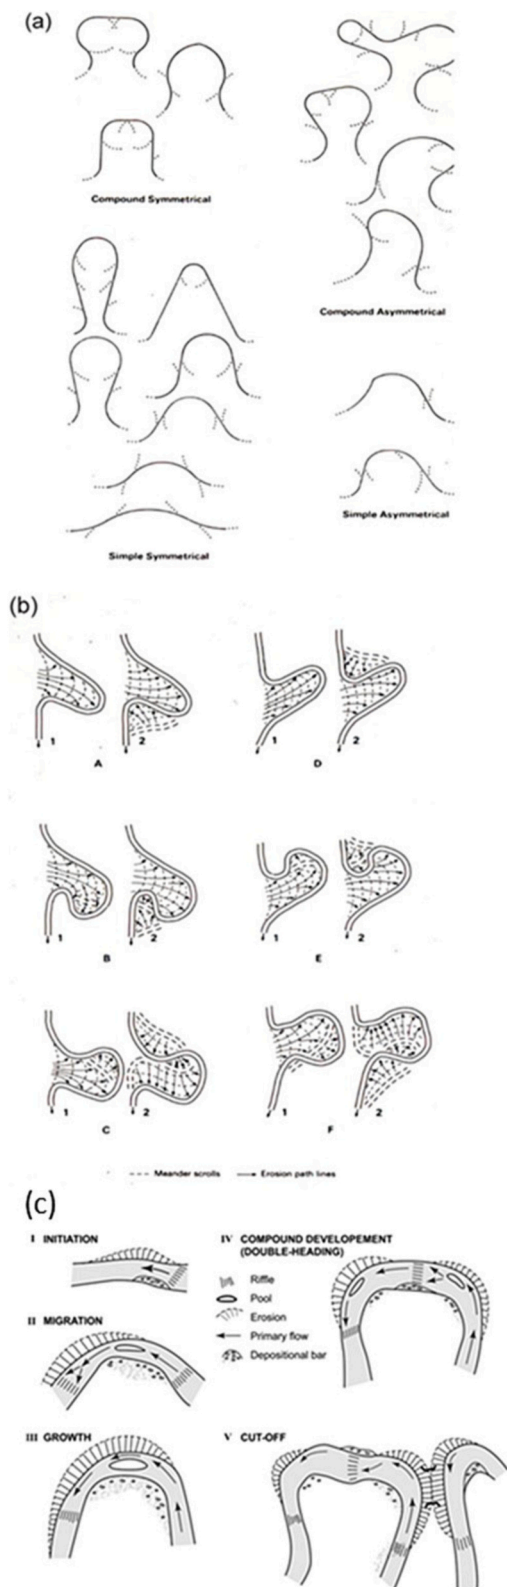 (a)
Compound Symmetrical
Compound Asymmetrical
Simple Symmetrical
Simple Asymmetrical
(b)
1
2
A
1
2
D
1
2
B
1
2
E
1
2
C
1
2
F
Meander scrolls
Erosion path lines
(c)
I INITIATION
II MIGRATION
III GROWTH
IV COMPOUND DEVELOPEMENT
(DOUBLE-HEADING)
Riffle
Pool
Erosion
Primary flow
Depositional bar
V CUT-OFF